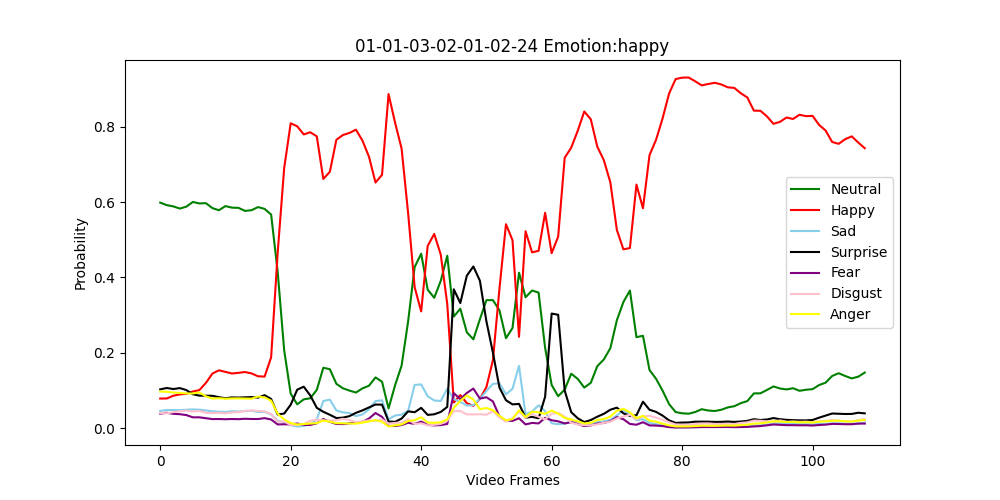 01-01-03-02-01-02-24 Emotion:happy
Probability
0.8
0.6
0.4
0.2
0.0
Neutral
Happy
Sad
Surprise
Fear
Disgust
Anger
0 20 40 60 80 100
Video Frames